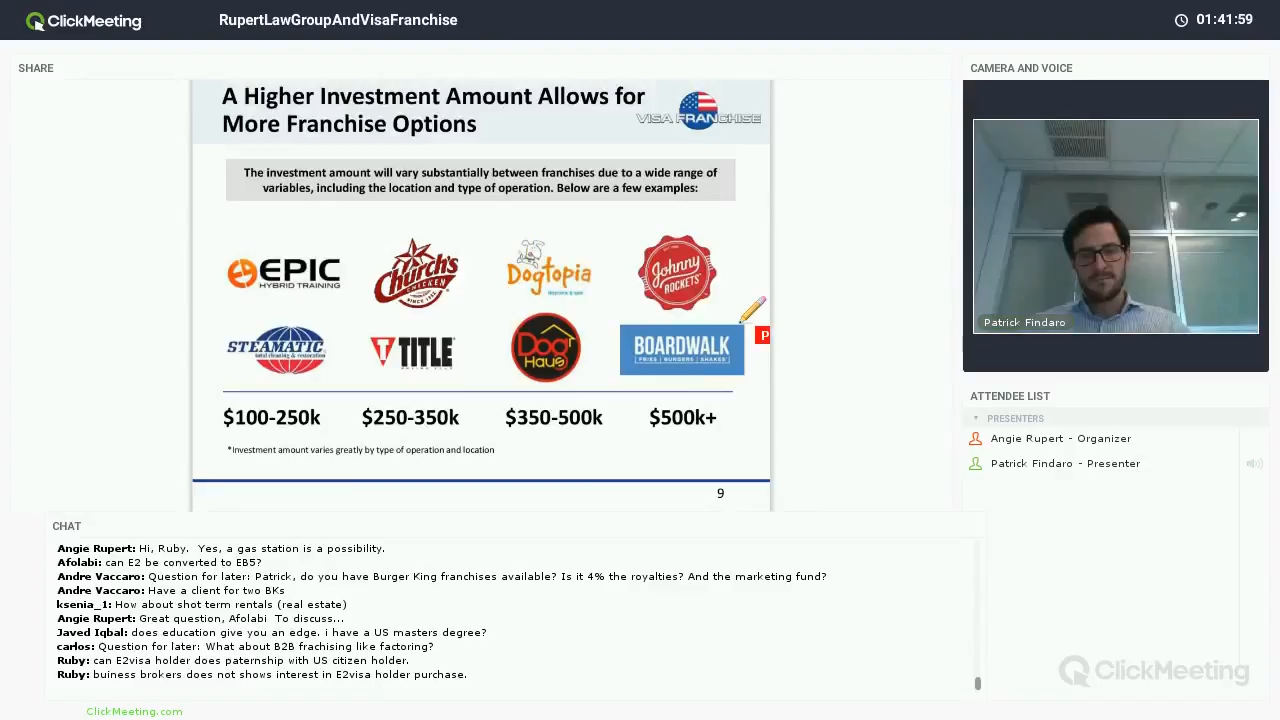 ClickMeeting
RupertLawGroupAndVisaFranchise
01:41:59
SHARE
A Higher Investment Amount Allows for
More Franchise Options
VISA FRANCHISE
The investment amount will vary substantially between franchises due to a wide range of
variables, including the location and type of operation. Below are a few examples:
EPIC
HYBRID TRAINING
Church's
CHICKEN
SINCE 1952
Dogtopia
Johnny
ROCKETS
STEAMATIC
total cleaning & restoration
TITLE
Dog
Haus
BOARDWALK
FRIES | BURGERS | SHAKES
P
$100-250k
$250-350k
$350-500k
$500k+
*Investment amount varies greatly by type of operation and location
9
CAMERA AND VOICE
Patrick Findaro
ATTENDEE LIST
PRESENTERS
Angie Rupert - Organizer
Patrick Findaro - Presenter
CHAT
Angie Rupert: Hi, Ruby.  Yes, a gas station is a possibility.
Afolabi: can E2 be converted to EB5?
Andre Vaccaro: Question for later: Patrick, do you have Burger King franchises available? Is it 4% the royalties? And the marketing fund?
Andre Vaccaro: Have a client for two BKs
ksenia_1: How about shot term rentals (real estate)
Angie Rupert: Great question, Afolabi  To discuss...
Javed Iqbal: does education give you an edge. i have a US masters degree?
carlos: Question for later: What about B2B frachising like factoring?
Ruby: can E2visa holder does paternship with US citizen holder.
Ruby: buiness brokers does not shows interest in E2visa holder purchase.
ClickMeeting
ClickMeeting.com